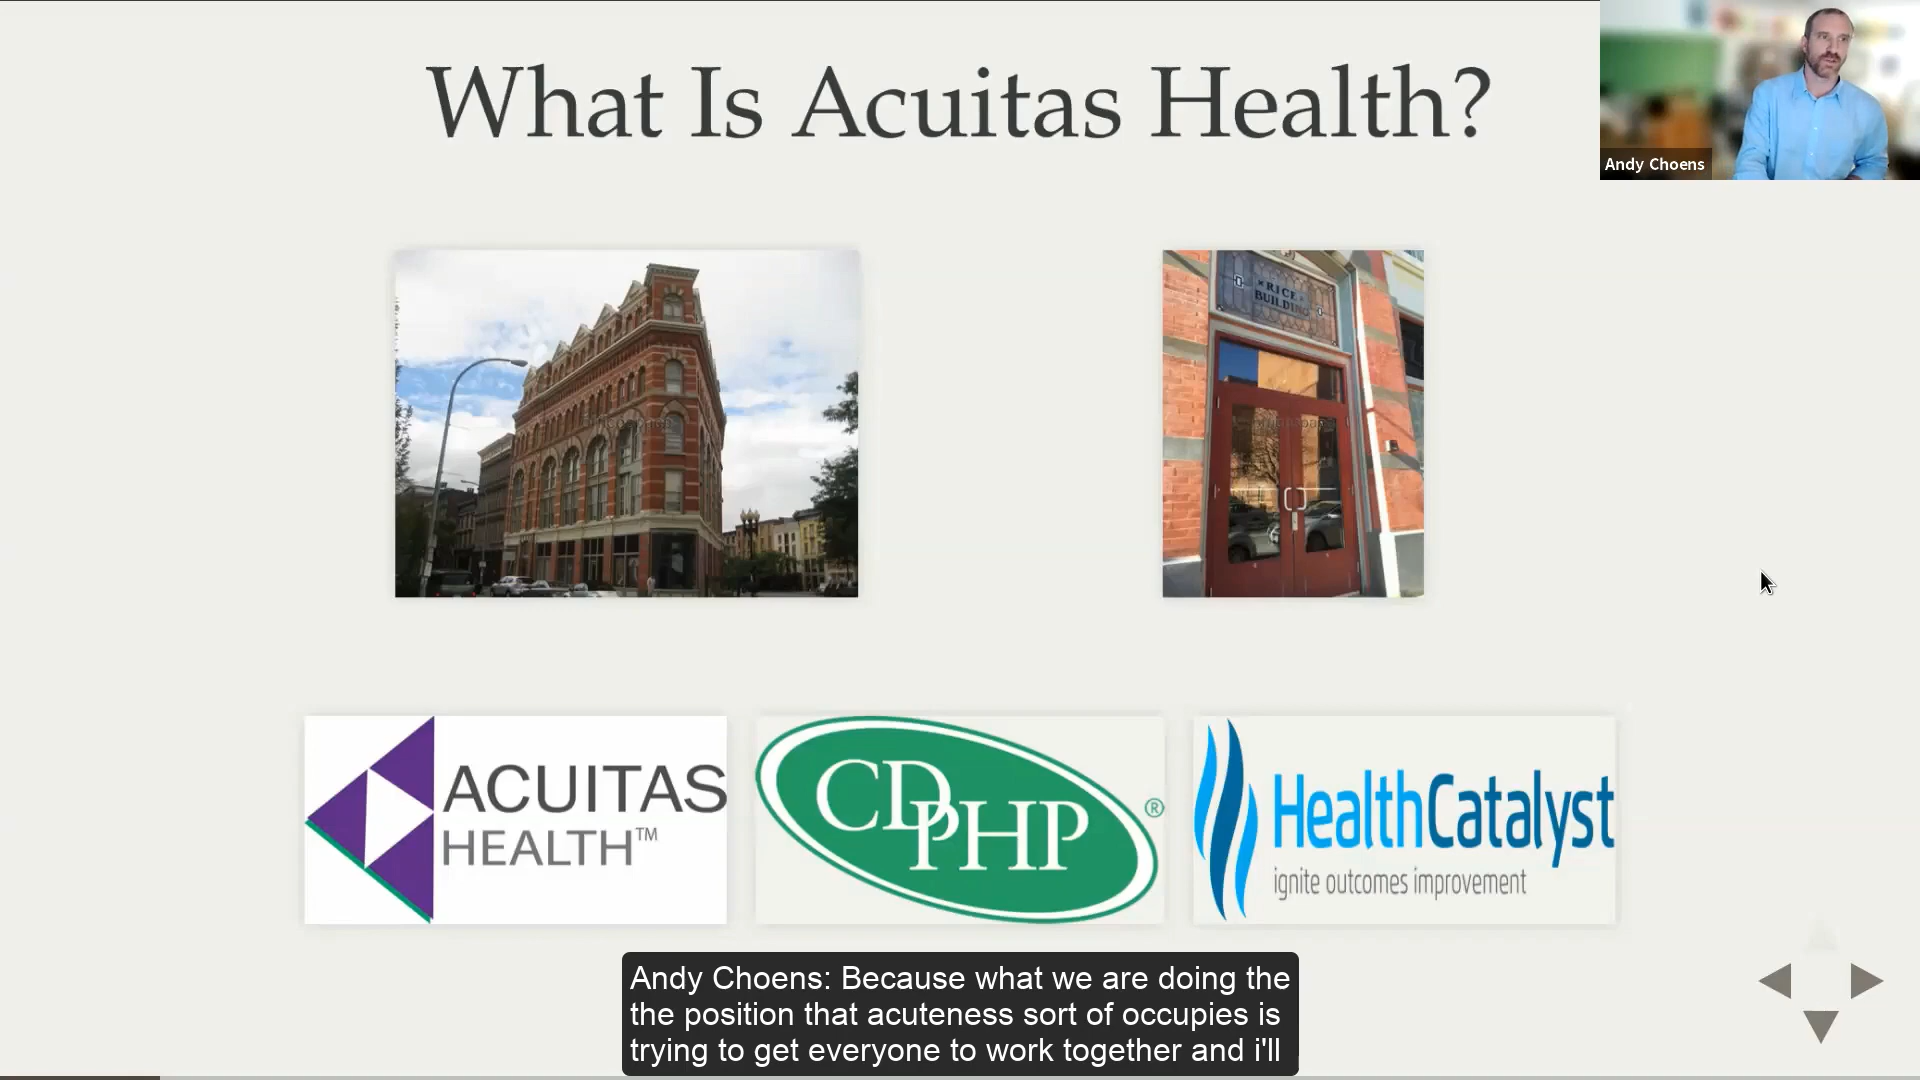 What Is Acuitas Health?
Andy Choens
RICE
BUILDING
ACUITAS
HEALTH™
CDPHP®
HealthCatalyst
ignite outcomes improvement
Andy Choens: Because what we are doing the
the position that acuteness sort of occupies is
trying to get everyone to work together and i'll